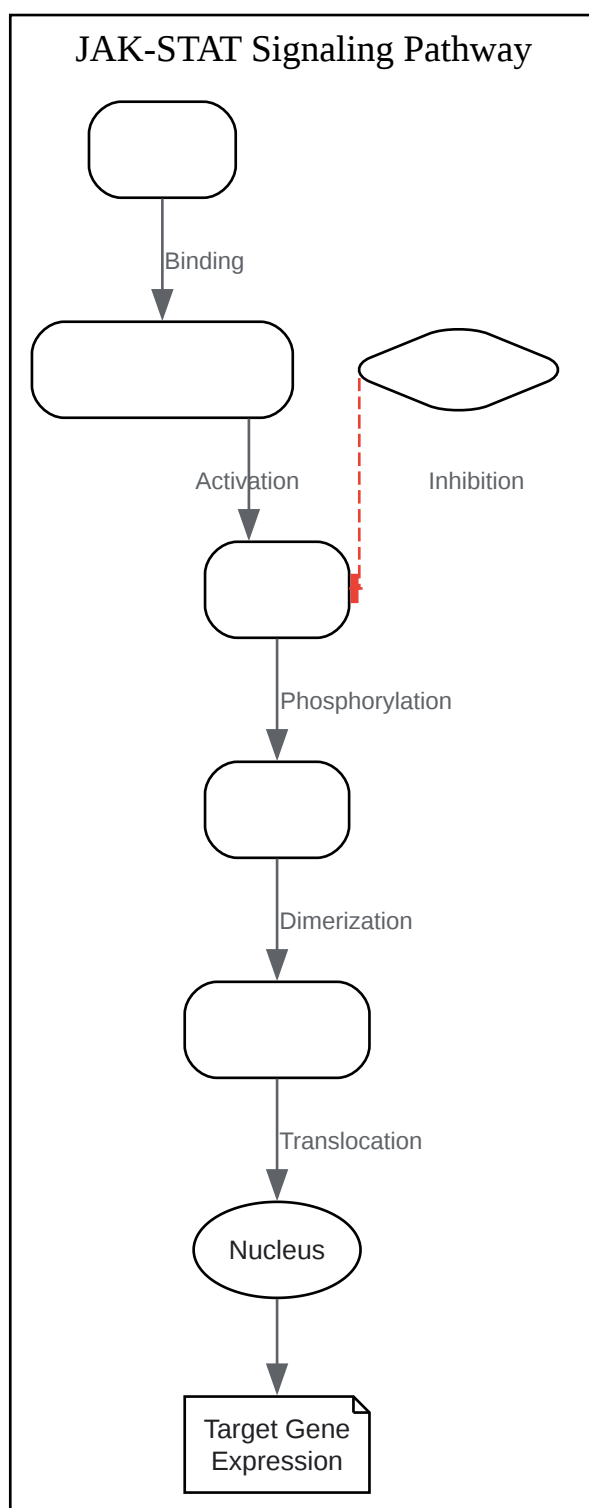 JAK-STAT Signaling Pathway
Binding
Activation
Inhibition
Phosphorylation
Dimerization
Translocation
Nucleus
Target Gene
Expression